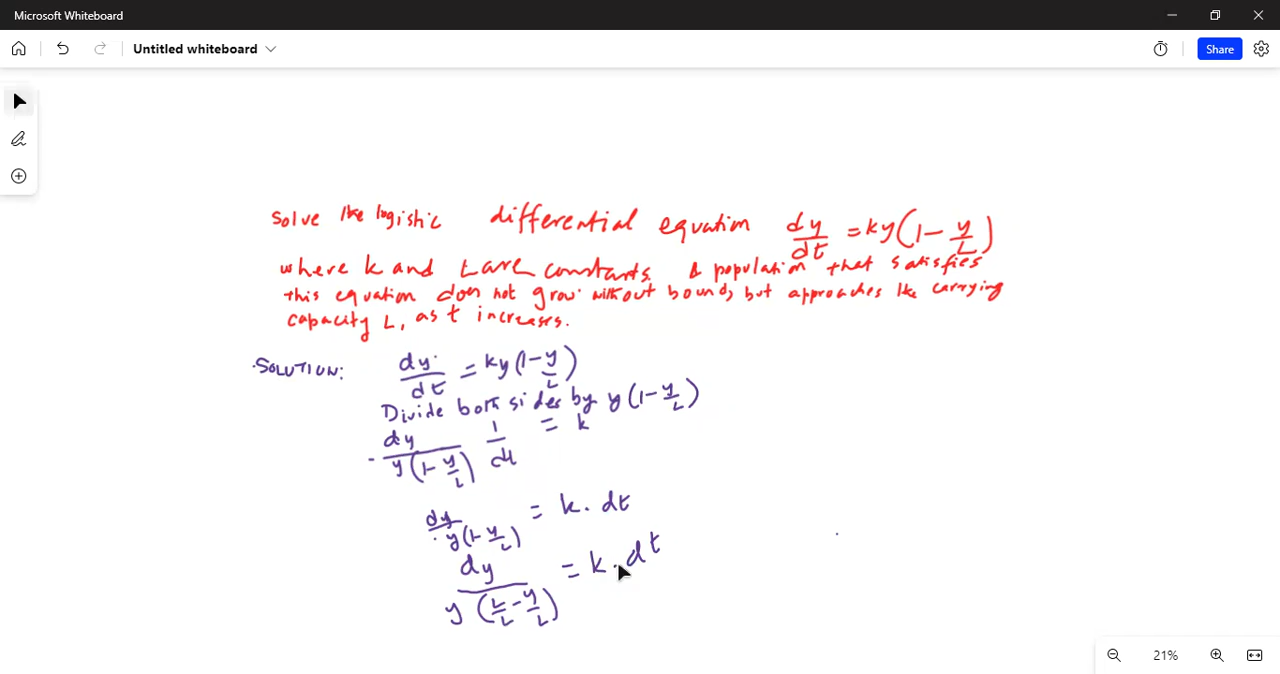 Microsoft Whiteboard
Untitled whiteboard
Share
Solve the logistic differential equation dy/dt = ky(1 - y/L)
where k and L are constants. A population that satisfies
this equation does not grow without bound, but approaches the carrying
capacity L, as t increases.
SOLUTION: dy/dt = ky(1 - y/L)
Divide both sides by y(1 - y/L)
dy/y(1 - y/L) 1/dt = k
dy/y(1 - y/L) = k. dt
dy/y(L/L - y/L) = k. dt
21%